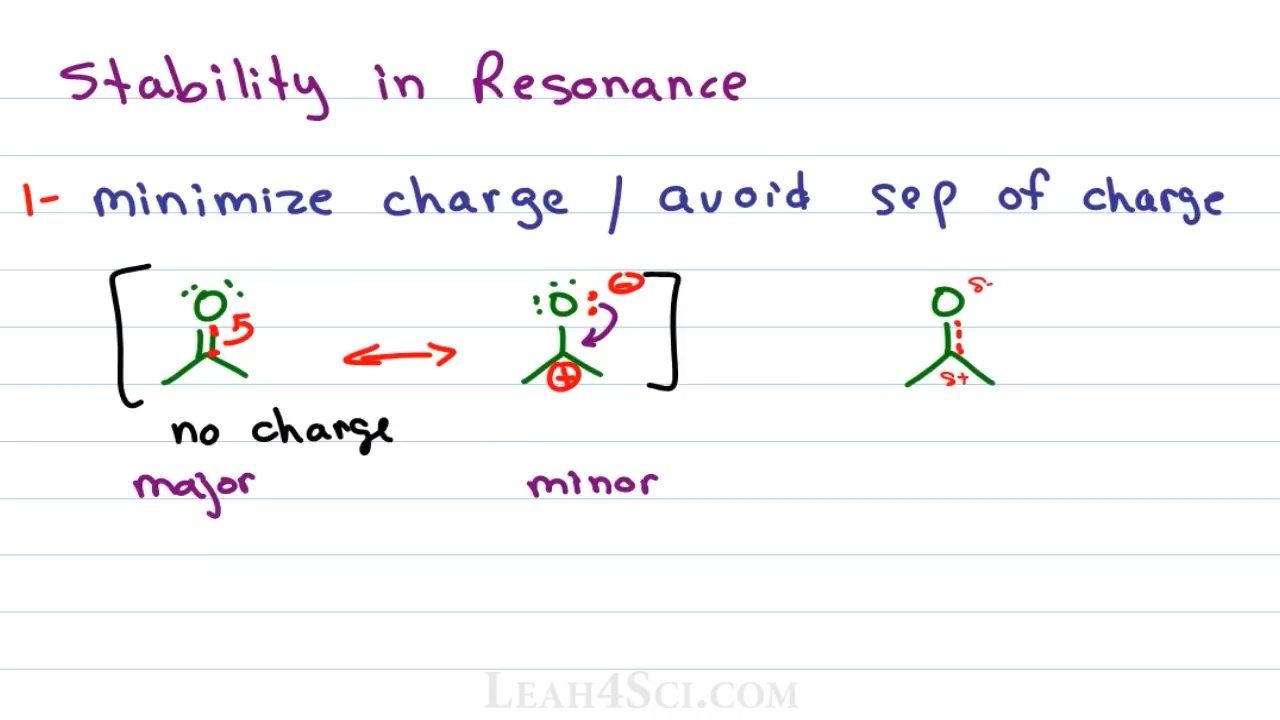 Stability in Resonance
1- minimize charge / avoid sep of charge
O O ⊖ O δ-
⊕ δ+
no charge
major minor
LEAH4SCI.COM